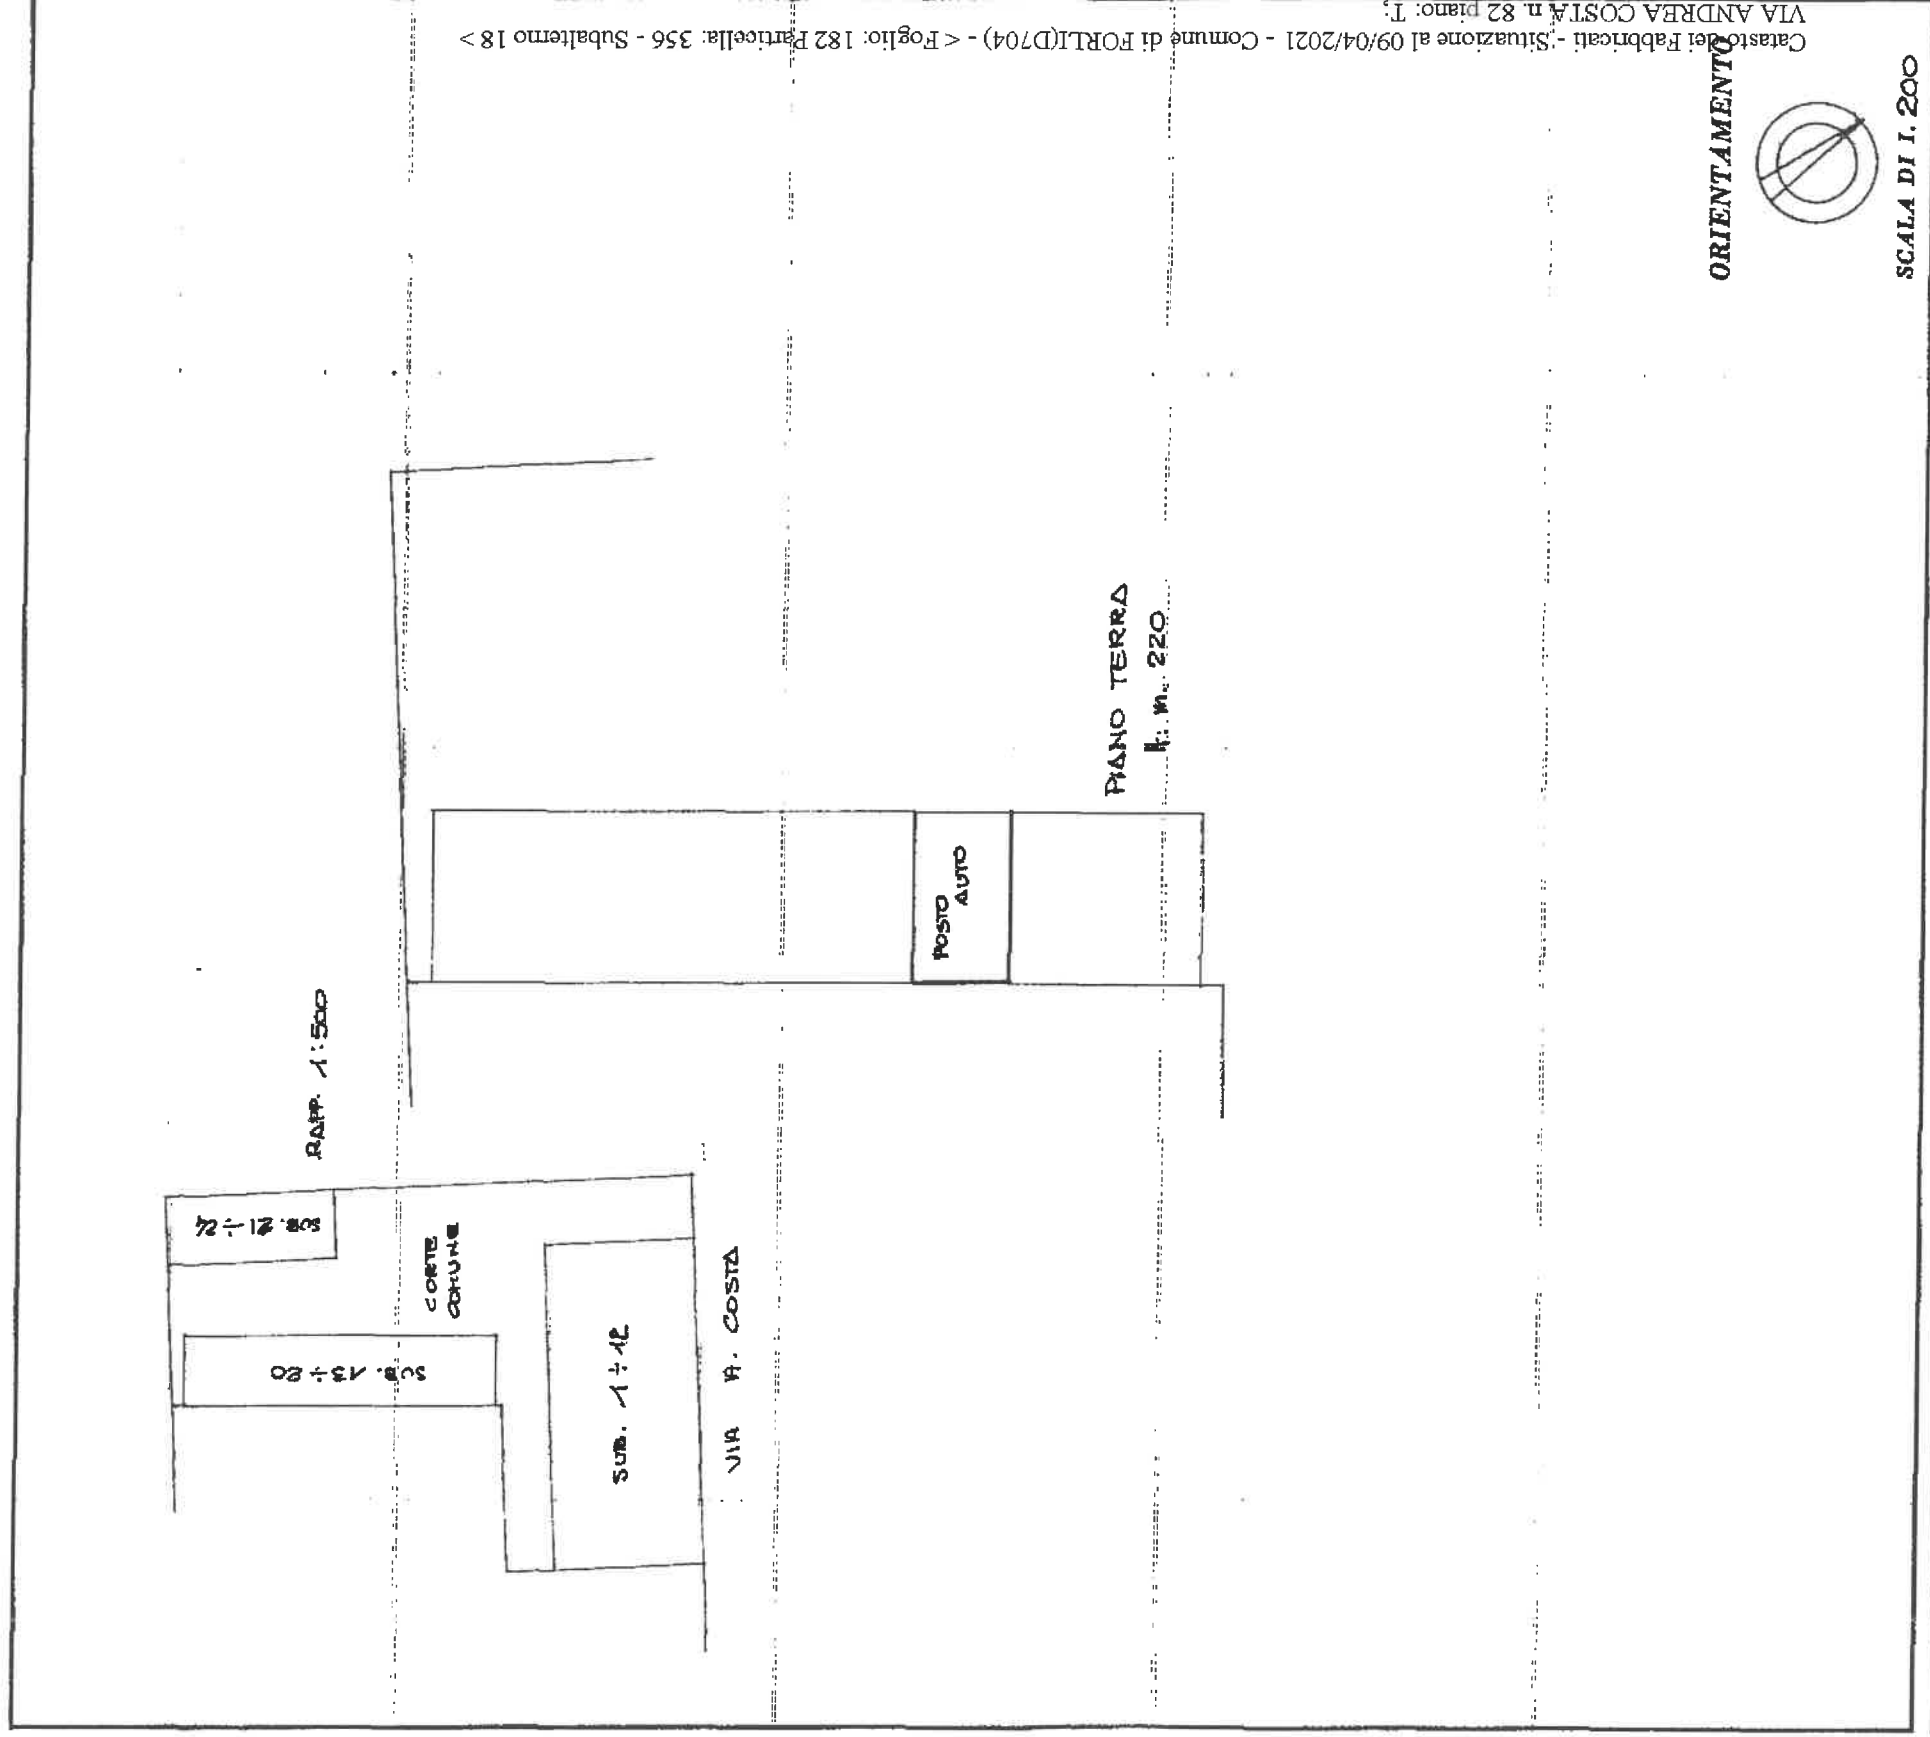 Catasto dei Fabbricati - Situazione al 09/04/2021 - Comune di FORLI(D704) - < Foglio: 182 Particella: 356 - Subalterno 18 >
VIA ANDREA COSTA n. 82 piano: T;
ORIENTAMENTO
SCALA DI 1. 200
PIANO TERRA
h. m. 220
POSTO
AUTO
RAPP. 1:500
SUB. 21÷24
CORTE
COMUNE
SUB. 13÷20
SUB. 1÷12
VIA A. COSTA